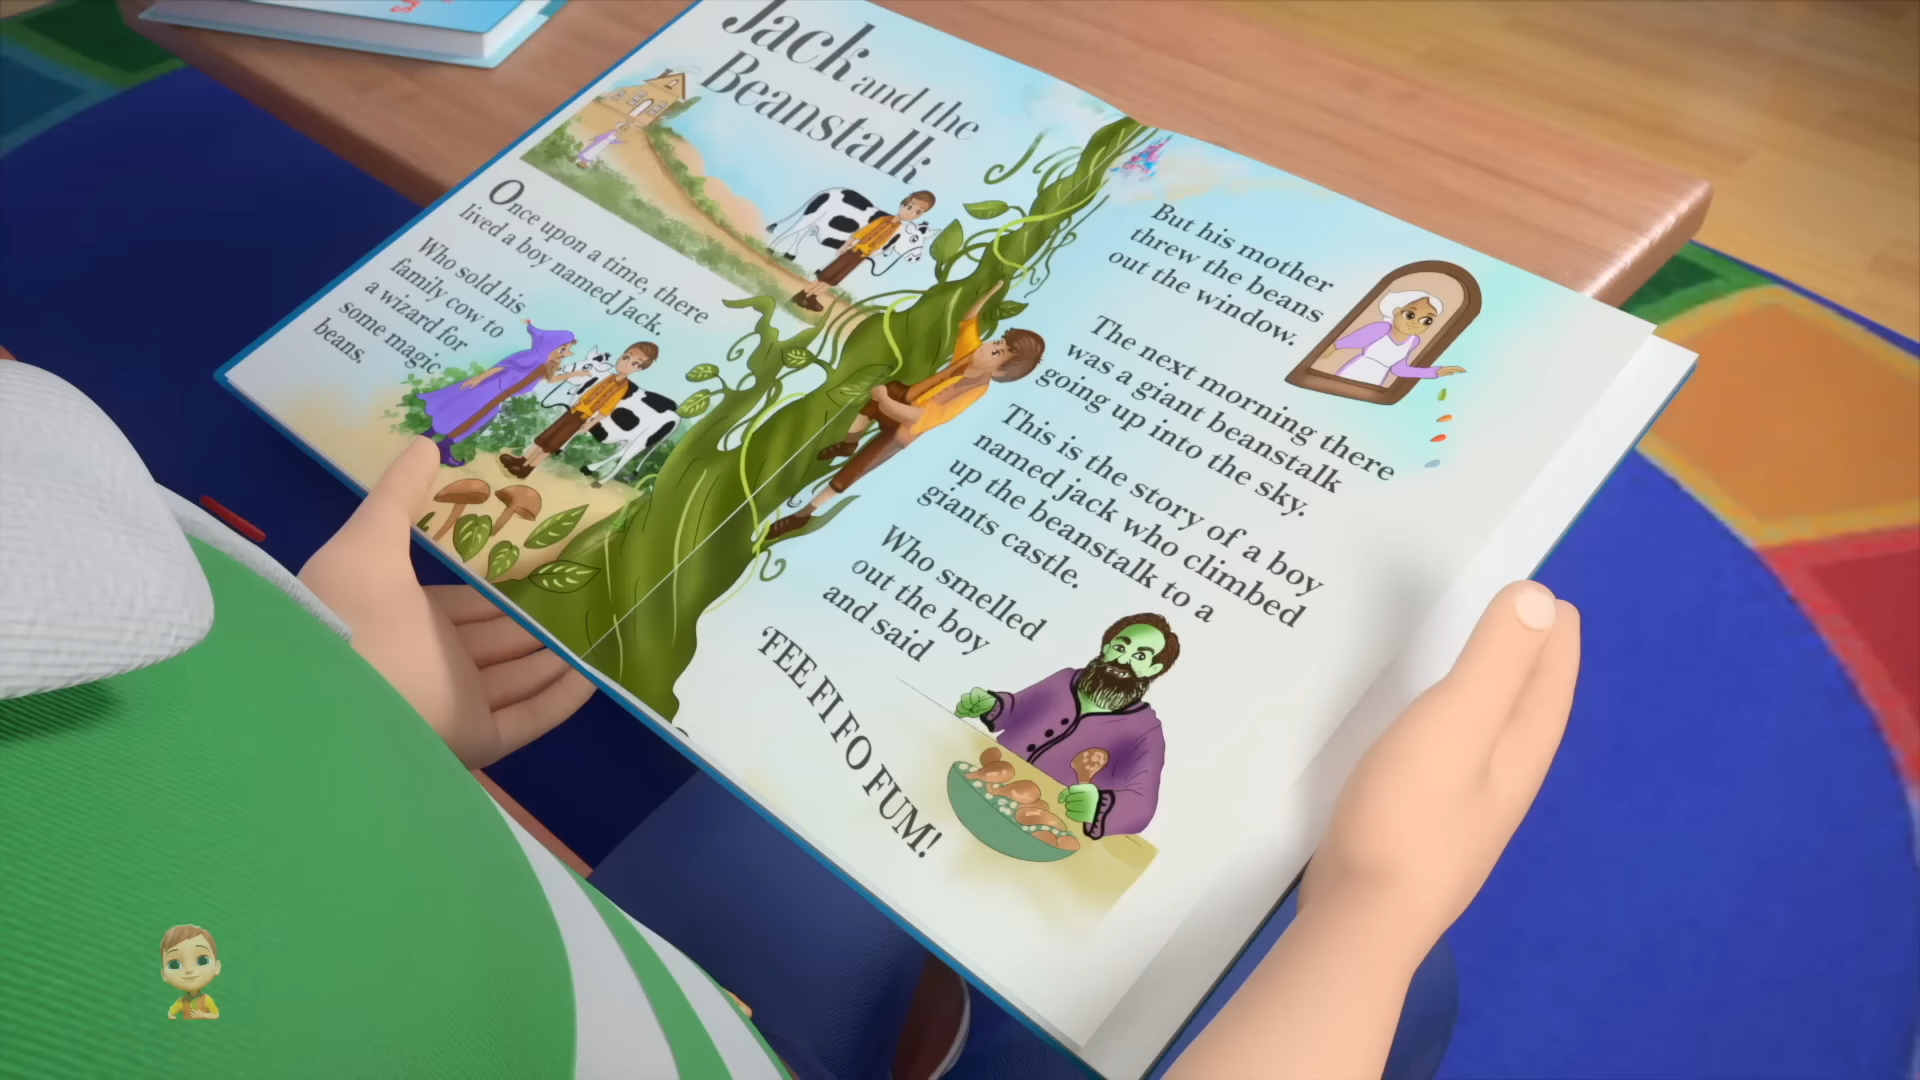 Jack and the
Beanstalk
Once upon a time, there
lived a boy named Jack.
Who sold his
family cow to
a wizard for
some magic
beans.
But his mother
threw the beans
out the window.
The next morning there
was a giant beanstalk
going up into the sky.
This is the story of a boy
named jack who climbed
up the beanstalk to a
giants castle.
Who smelled
out the boy
and said
'FEE FI FO FUM!